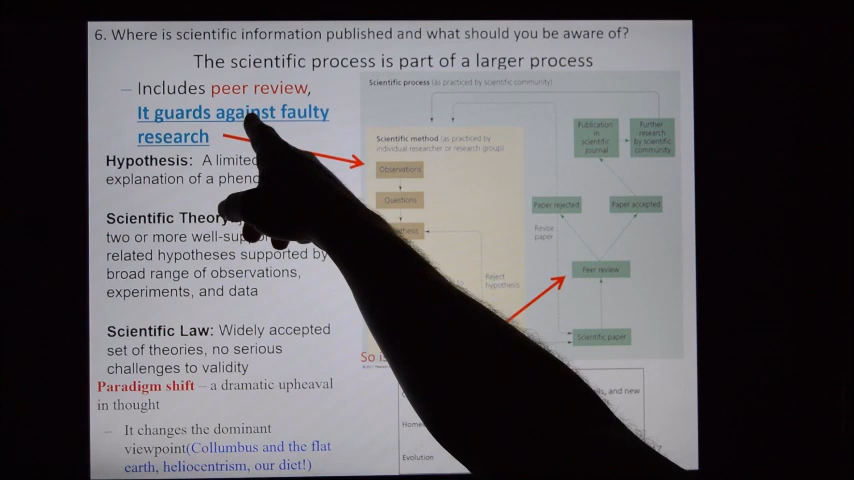 6. Where is scientific information published and what should you be aware of?
The scientific process is part of a larger process
– Includes peer review,
It guards against faulty
research
Hypothesis: A limited
explanation of a
Scientific Theory
two or more
related hypotheses supported by
broad range of observations,
experiments, and data
Scientific Law: Widely accepted
set of theories, no serious
challenges to validity
Paradigm shift – a dramatic upheaval
in thought
– It changes the dominant
viewpoint(Collumbus and the flat
earth, heliocentrism, our diet!)
Scientific process (as practiced by scientific community)
Scientific method (as practiced by
individual researcher or research group)
Observations
Questions
Reject
hypothesis
Publication
in
scientific
journal
Further
research
by scientific
community
Paper rejected
Paper accepted
Revise
paper
Peer review
Scientific paper
So is
and new
Evolution